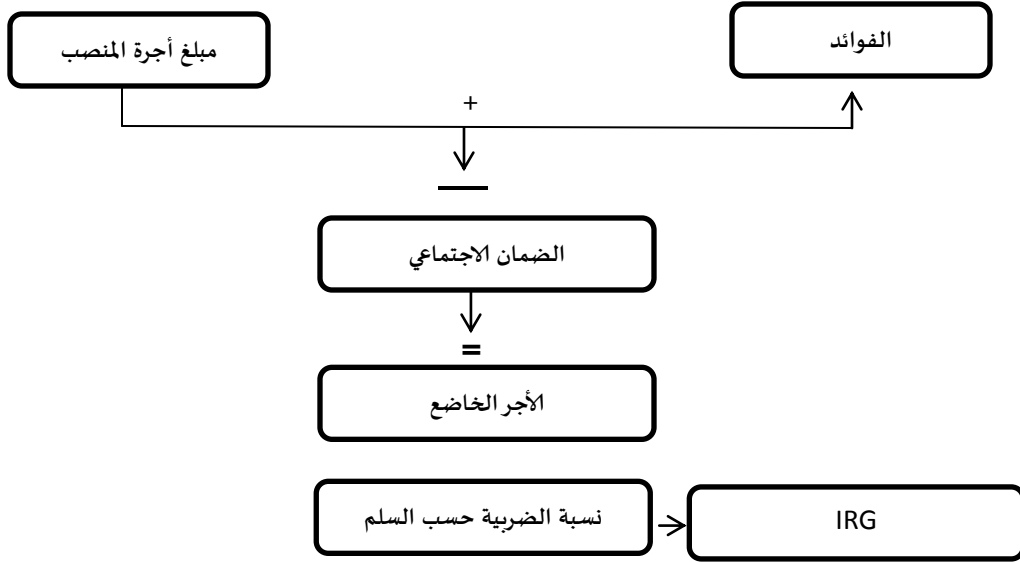 مبلغ أجرة المنصب
الفوائد
+
الضمان الاجتماعي
=
الأجر الخاضع
نسبة الضريبة حسب السلم
IRG